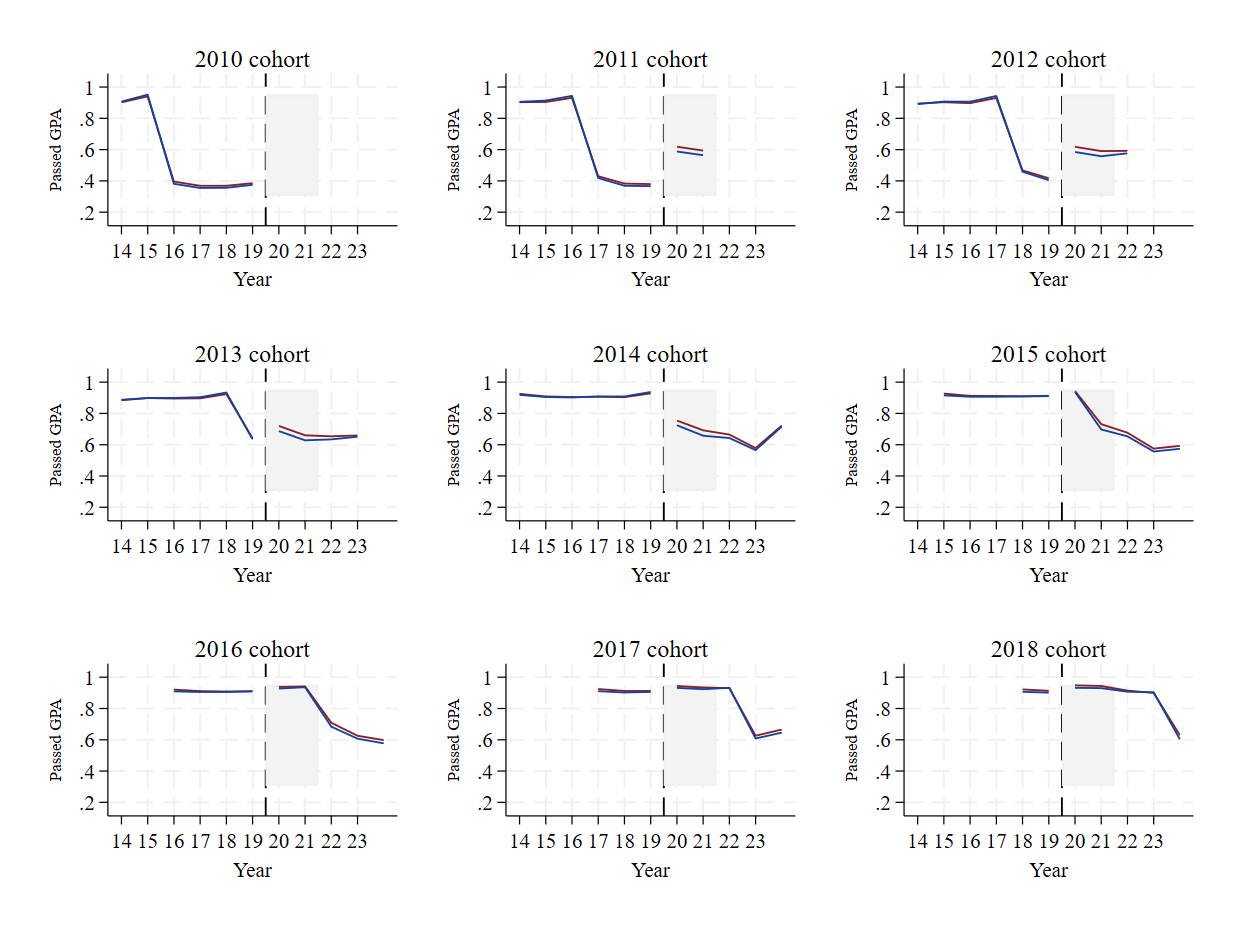 2010 cohort
Passed GPA
1
.8
.6
.4
.2
14 15 16 17 18 19 20 21 22 23
Year
2011 cohort
Passed GPA
1
.8
.6
.4
.2
14 15 16 17 18 19 20 21 22 23
Year
2012 cohort
Passed GPA
1
.8
.6
.4
.2
14 15 16 17 18 19 20 21 22 23
Year
2013 cohort
Passed GPA
1
.8
.6
.4
.2
14 15 16 17 18 19 20 21 22 23
Year
2014 cohort
Passed GPA
1
.8
.6
.4
.2
14 15 16 17 18 19 20 21 22 23
Year
2015 cohort
Passed GPA
1
.8
.6
.4
.2
14 15 16 17 18 19 20 21 22 23
Year
2016 cohort
Passed GPA
1
.8
.6
.4
.2
14 15 16 17 18 19 20 21 22 23
Year
2017 cohort
Passed GPA
1
.8
.6
.4
.2
14 15 16 17 18 19 20 21 22 23
Year
2018 cohort
Passed GPA
1
.8
.6
.4
.2
14 15 16 17 18 19 20 21 22 23
Year